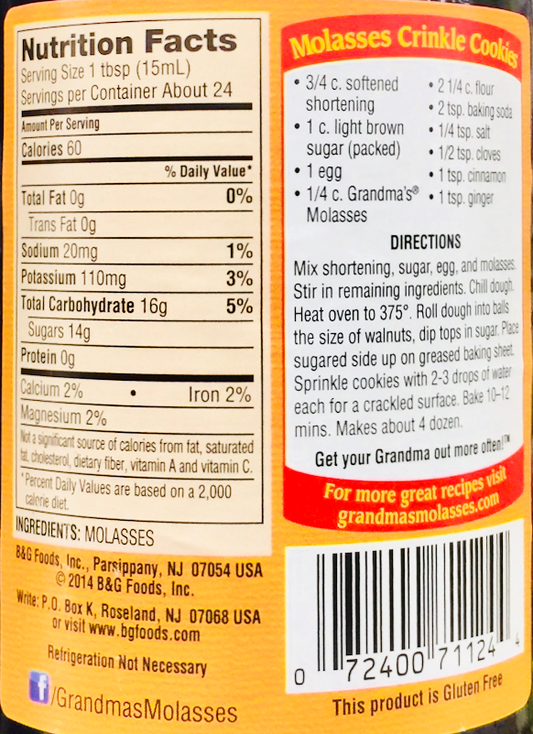 Nutrition Facts
Serving Size 1 tbsp (15mL)
Servings per Container About 24
Amount Per Serving
Calories 60
% Daily Value*
Total Fat 0g 0%
Trans Fat 0g
Sodium 20mg 1%
Potassium 110mg 3%
Total Carbohydrate 16g 5%
Sugars 14g
Protein 0g
Calcium 2% • Iron 2%
Magnesium 2%
Not a significant source of calories from fat, saturated
fat, cholesterol, dietary fiber, vitamin A and vitamin C.
*Percent Daily Values are based on a 2,000
calorie diet.
INGREDIENTS: MOLASSES
B&G Foods, Inc., Parsippany, NJ 07054 USA
© 2014 B&G Foods, Inc.
Write: P.O. Box K, Roseland, NJ 07068 USA
or visit www.bgfoods.com
Refrigeration Not Necessary
f/GrandmasMolasses
Molasses Crinkle Cookies
• 3/4 c. softened
shortening
• 1 c. light brown
sugar (packed)
• 1 egg
• 1/4 c. Grandma's®
Molasses
• 2 1/4 c. flour
• 2 tsp. baking soda
• 1/4 tsp. salt
• 1/2 tsp. cloves
• 1 tsp. cinnamon
• 1 tsp. ginger
DIRECTIONS
Mix shortening, sugar, egg, and molasses.
Stir in remaining ingredients. Chill dough.
Heat oven to 375°. Roll dough into balls
the size of walnuts, dip tops in sugar. Place
sugared side up on greased baking sheet.
Sprinkle cookies with 2-3 drops of water
each for a crackled surface. Bake 10–12
mins. Makes about 4 dozen.
Get your Grandma out more often!™
For more great recipes visit
grandmasmolasses.com
0 72400 71124 4
This product is Gluten Free